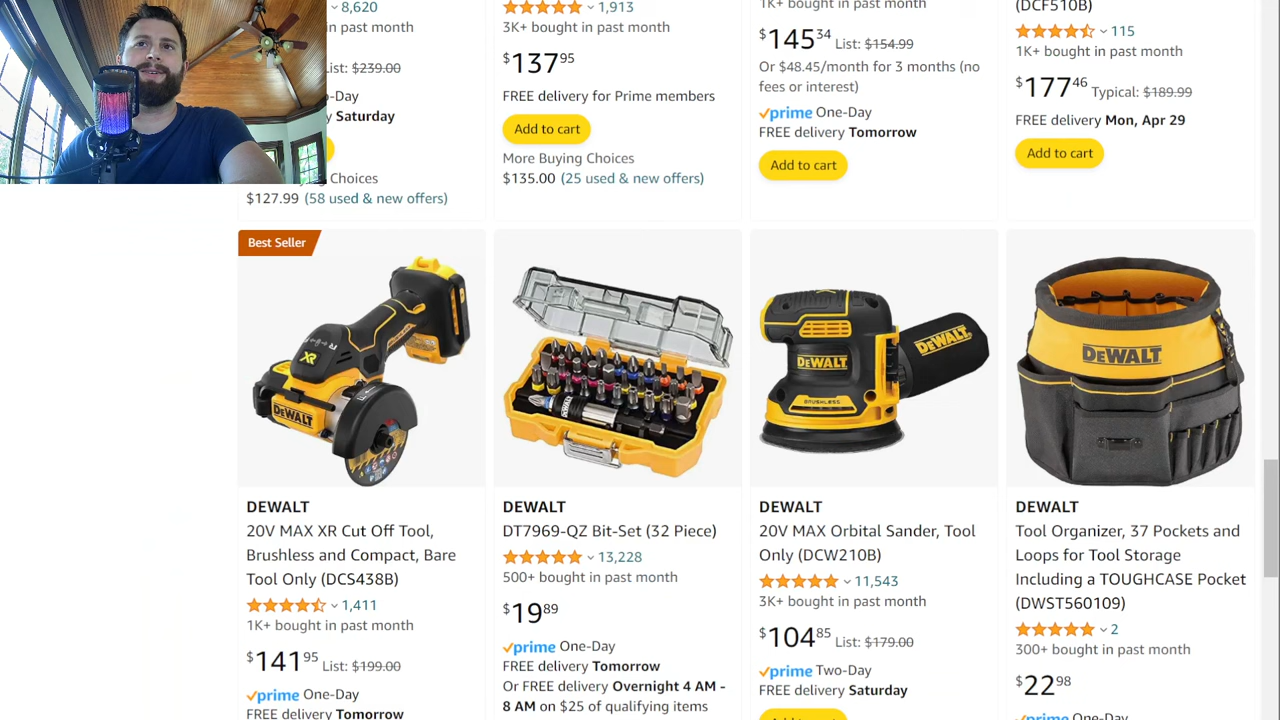 8,620
List: $239.00
-Day
Saturday
g Choices
$127.99 (58 used & new offers)
1,913
3K+ bought in past month
$137 95
FREE delivery for Prime members
Add to cart
More Buying Choices
$135.00 (25 used & new offers)
1K+ bought in past month
$145 34 List: $154.99
Or $48.45/month for 3 months (no
fees or interest)
prime One-Day
FREE delivery Tomorrow
Add to cart
(DCF510B)
115
1K+ bought in past month
$177 46 Typical: $189.99
FREE delivery Mon, Apr 29
Add to cart
Best Seller
XR
DEWALT
DEWALT
20V MAX XR Cut Off Tool,
Brushless and Compact, Bare
Tool Only (DCS438B)
1,411
1K+ bought in past month
$141 95 List: $199.00
prime One-Day
FREE delivery Tomorrow
DEWALT
DT7969-QZ Bit-Set (32 Piece)
13,228
500+ bought in past month
$19 89
prime One-Day
FREE delivery Tomorrow
Or FREE delivery Overnight 4 AM -
8 AM on $25 of qualifying items
DEWALT
DEWALT
BRUSHLESS
DEWALT
20V MAX Orbital Sander, Tool
Only (DCW210B)
11,543
3K+ bought in past month
$104 85 List: $179.00
prime Two-Day
FREE delivery Saturday
DEWALT
DEWALT
Tool Organizer, 37 Pockets and
Loops for Tool Storage
Including a TOUGHCASE Pocket
(DWST560109)
2
300+ bought in past month
$22 98
prime One-Day